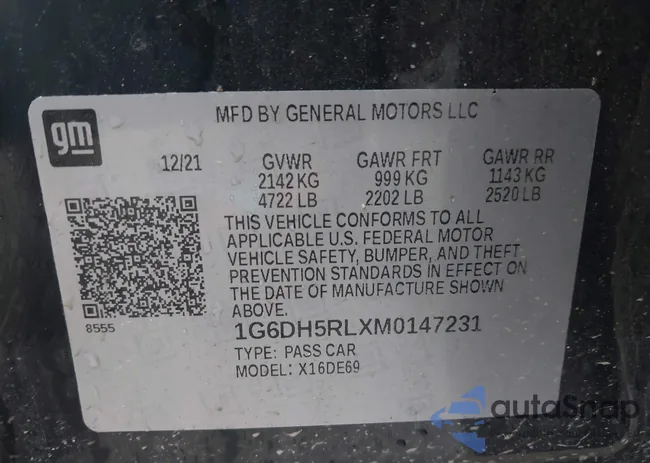 gm
MFD BY GENERAL MOTORS LLC
12/21 GVWR GAWR FRT GAWR RR
2142 KG 999 KG 1143 KG
4722 LB 2202 LB 2520 LB
THIS VEHICLE CONFORMS TO ALL
APPLICABLE U.S. FEDERAL MOTOR
VEHICLE SAFETY, BUMPER, AND THEFT
PREVENTION STANDARDS IN EFFECT ON
THE DATE OF MANUFACTURE SHOWN
ABOVE.
8555
1G6DH5RLXM0147231
TYPE: PASS CAR
MODEL: X16DE69
autoSnap